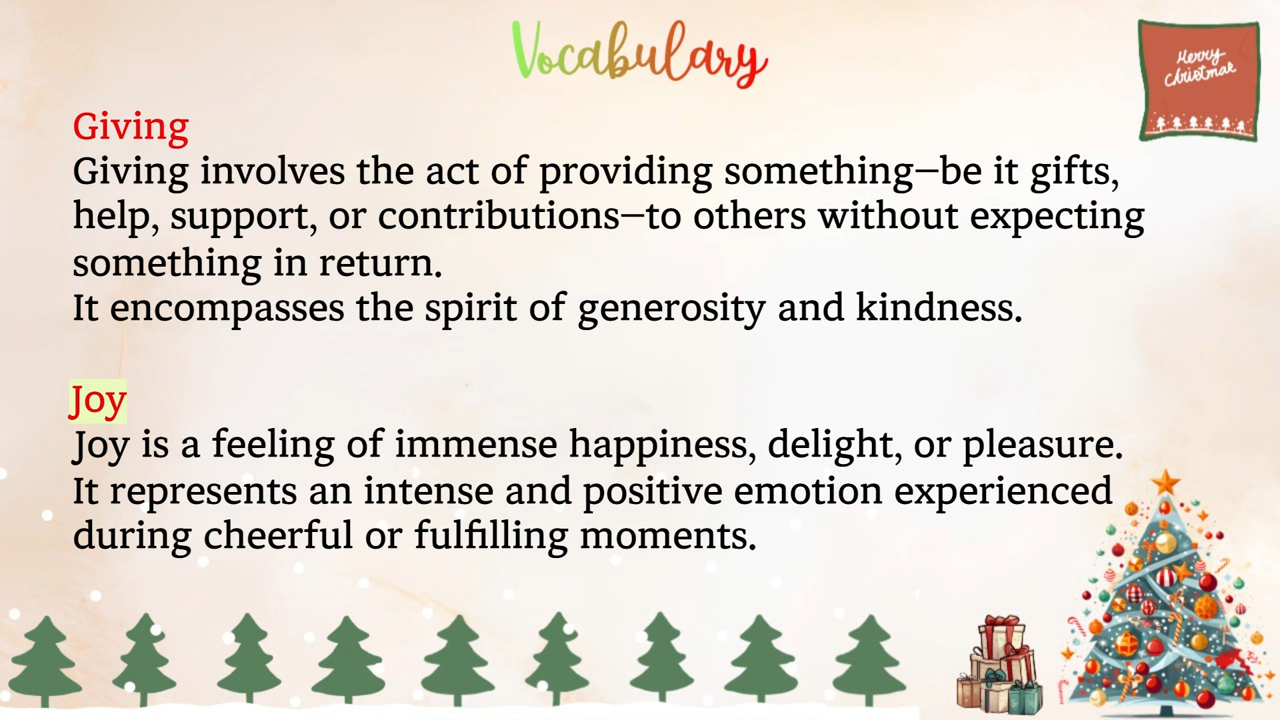 Vocabulary
Merry
Christmas
Giving
Giving involves the act of providing something—be it gifts,
help, support, or contributions—to others without expecting
something in return.
It encompasses the spirit of generosity and kindness.
Joy
Joy is a feeling of immense happiness, delight, or pleasure.
It represents an intense and positive emotion experienced
during cheerful or fulfilling moments.